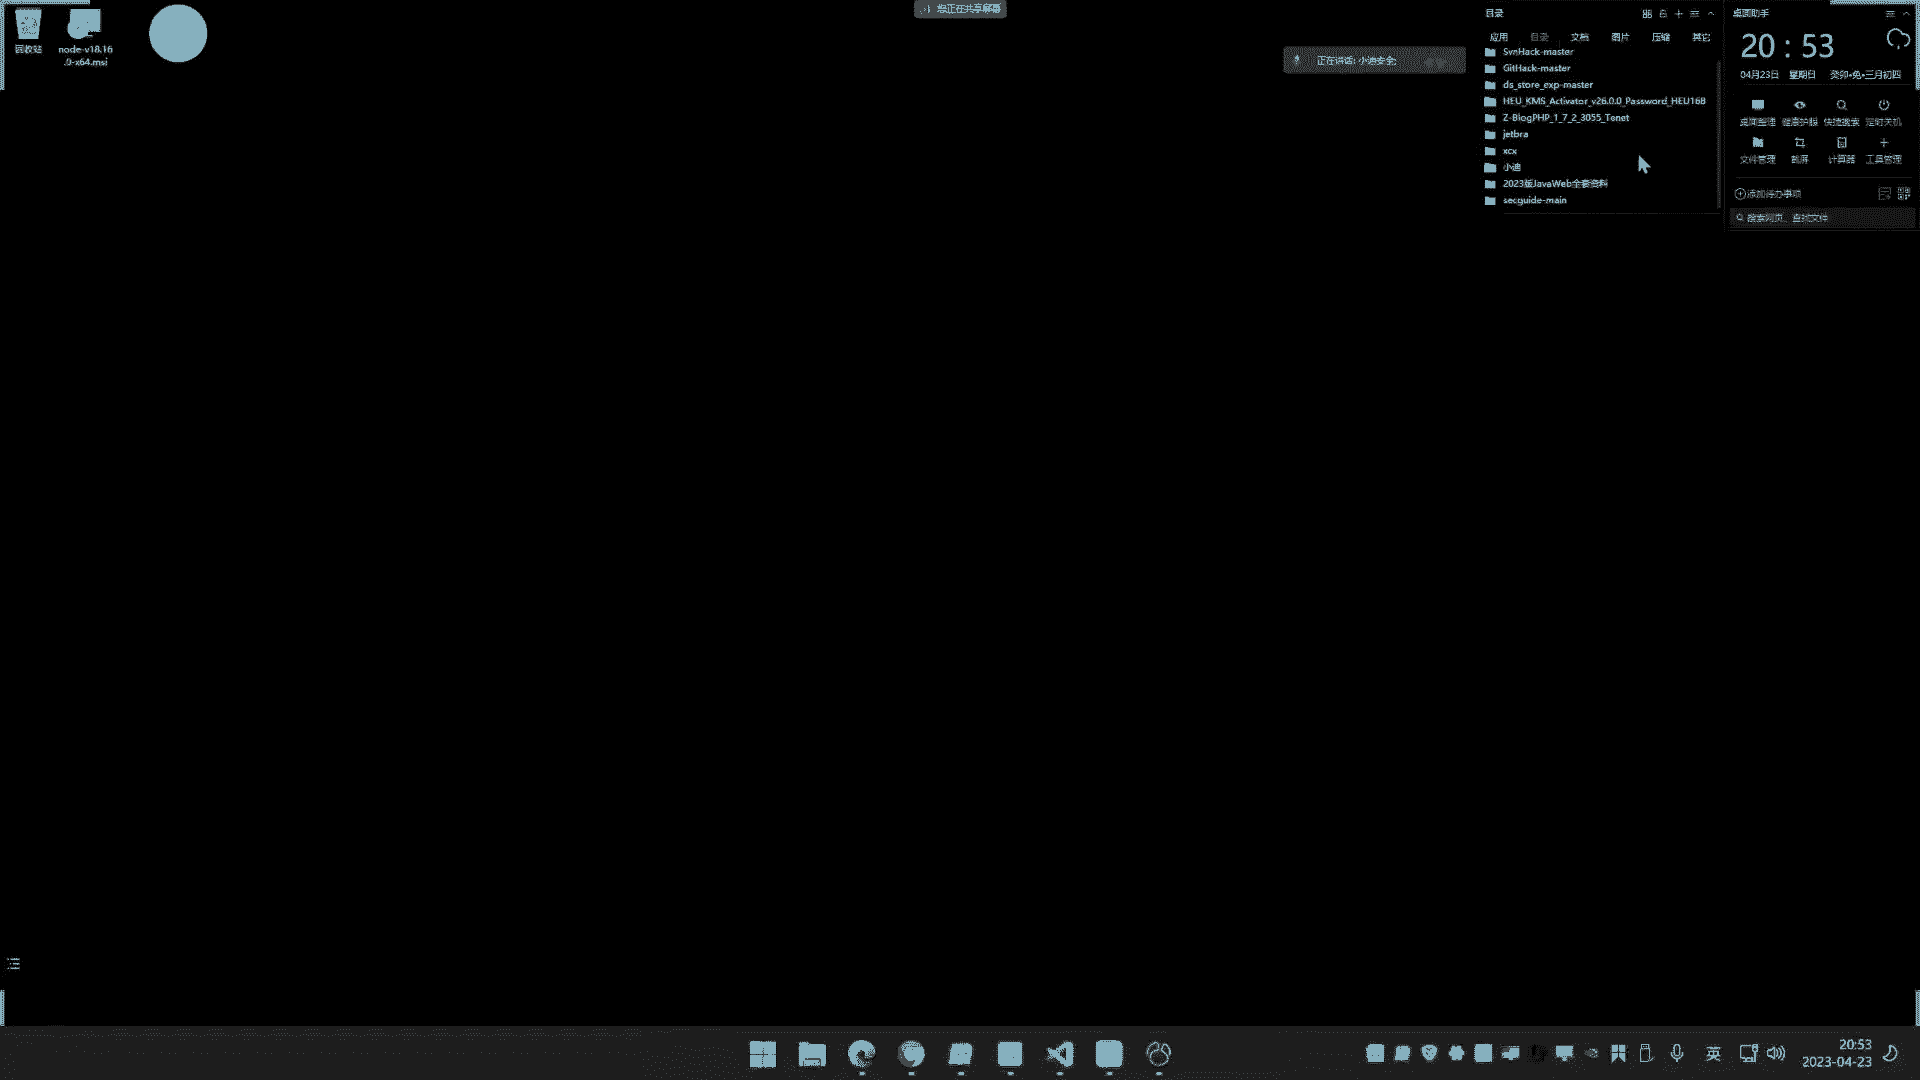 您正在共享屏幕
回收站
node-v18.16
.0-x64.msi
正在讲话: 小迪安全;
目录
应用 目录 文档 图片 压缩 其它
SvnHack-master
GitHack-master
ds_store_exp-master
HEU_KMS_Activator_v26.0.0_Password_HEU168
Z-BlogPHP_1_7_2_3055_Tenet
jetbra
xcx
小迪
2023版JavaWeb全套资料
secguide-main
桌面助手
20 : 53
04月23日 星期日 癸卯•兔•三月初四
桌面整理 健康护眼 快捷搜索 定时关机
文件管理 截屏 计算器 工具管理
添加待办事项
搜索网页、查找文件
英
20:53
2023-04-23